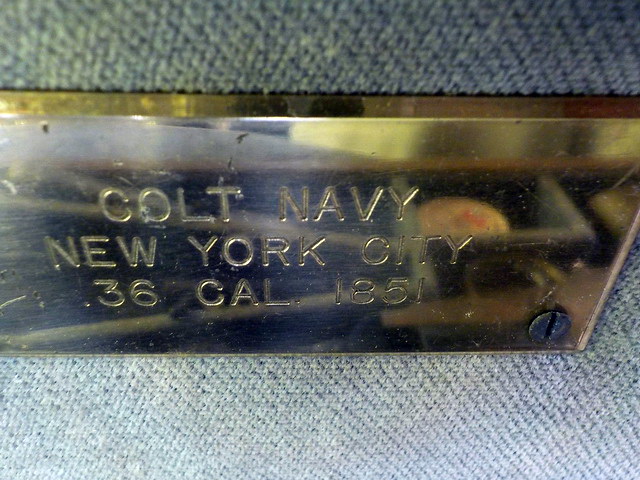 COLT NAVY
NEW YORK CITY
.36 CAL. 1851